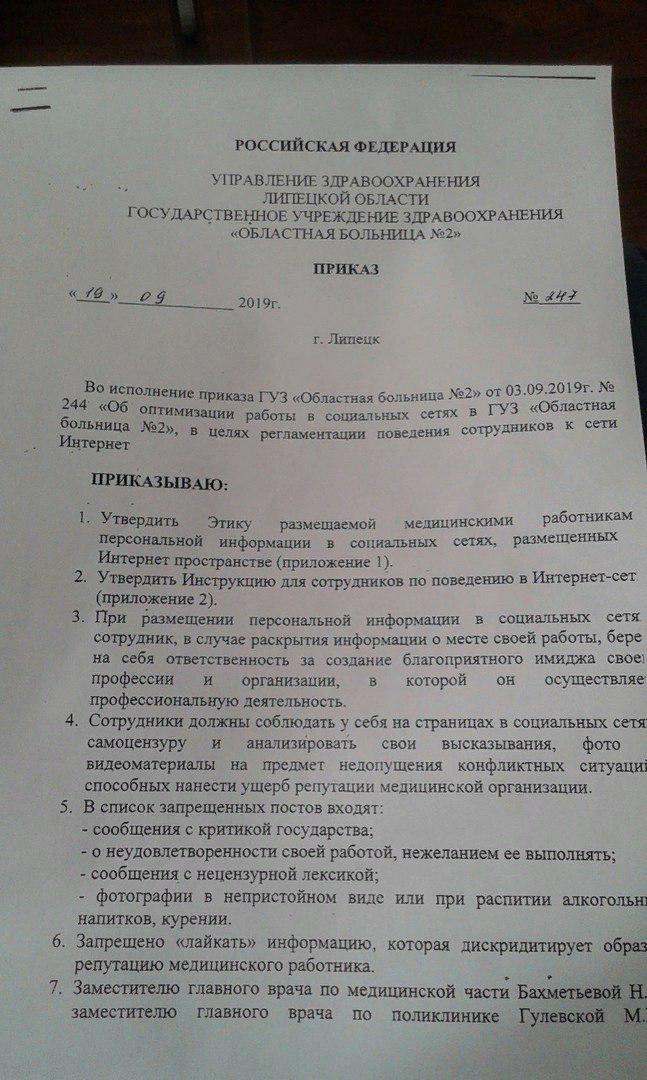 РОССИЙСКАЯ ФЕДЕРАЦИЯ
УПРАВЛЕНИЕ ЗДРАВООХРАНЕНИЯ
ЛИПЕЦКОЙ ОБЛАСТИ
ГОСУДАРСТВЕННОЕ УЧРЕЖДЕНИЕ ЗДРАВООХРАНЕНИЯ
«ОБЛАСТНАЯ БОЛЬНИЦА №2»
ПРИКАЗ
«19» 09 2019г. № 247
г. Липецк
Во исполнение приказа ГУЗ «Областная больница №2» от 03.09.2019г. №
244 «Об оптимизации работы в социальных сетях в ГУЗ «Областная
больница №2», в целях регламентации поведения сотрудников к сети
Интернет
ПРИКАЗЫВАЮ:
1. Утвердить Этику размещаемой медицинскими работникам
персональной информации в социальных сетях, размещенных
Интернет пространстве (приложение 1).
2. Утвердить Инструкцию для сотрудников по поведению в Интернет-сет
(приложение 2).
3. При размещении персональной информации в социальных сетя
сотрудник, в случае раскрытия информации о месте своей работы, бере
на себя ответственность за создание благоприятного имиджа свое
профессии и организации, в которой он осуществляе
профессиональную деятельность.
4. Сотрудники должны соблюдать у себя на страницах в социальных сетя
самоцензуру и анализировать свои высказывания, фото
видеоматериалы на предмет недопущения конфликтных ситуаци
способных нанести ущерб репутации медицинской организации.
5. В список запрещенных постов входят:
- сообщения с критикой государства;
- о неудовлетворенности своей работой, нежеланием ее выполнять;
- сообщения с нецензурной лексикой;
- фотографии в непристойном виде или при распитии алкогольн
напитков, курении.
6. Запрещено «лайкать» информацию, которая дискридитирует образ
репутацию медицинского работника.
7. Заместителю главного врача по медицинской части Бахметьевой Н.
заместителю главного врача по поликлинике Гулевской М.